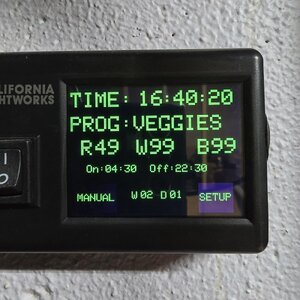 LIFORNIA
HTWORKS
TIME: 16:40:20
PROG:VEGGIES
R49 W99 B99
On:04:30 Off:22:30
MANUAL W02 D01 SETUP
I
O